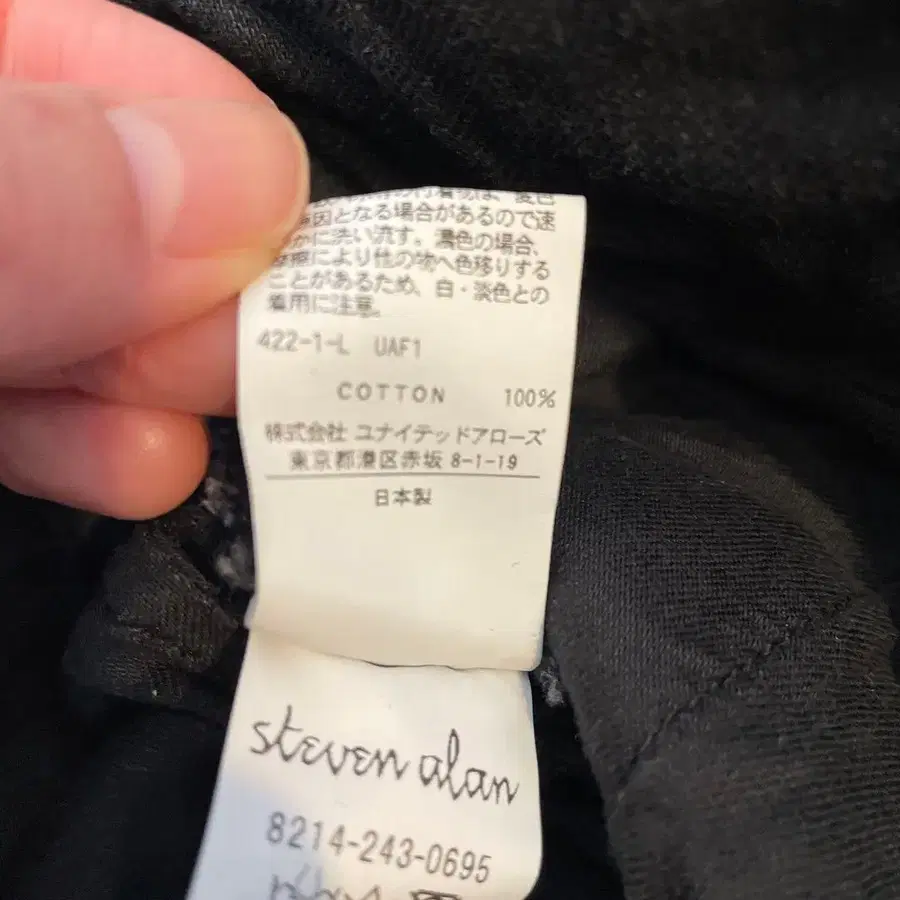 原因となる場合があるので速
やかに洗い流す。濃色の場合、
摩擦により他の物へ色移りする
ことがあるため、白・淡色との
着用に注意。
422-1-L UAF1
COTTON 100%
株式会社 ユナイテッドアローズ
東京都港区赤坂 8-1-19
日本製
steven alan
8214-243-0695